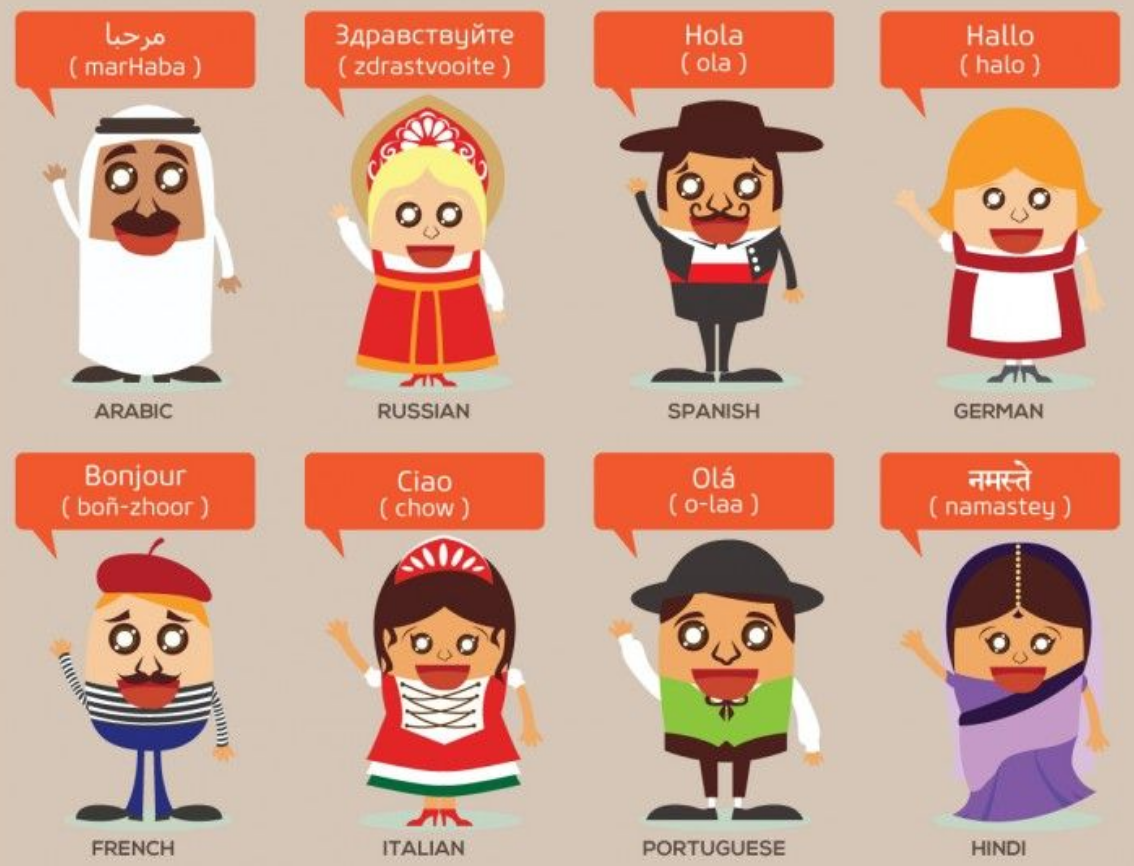 مرحبا
( marHaba )
Здравствуйте
( zdrastvooite )
Hola
( ola )
Hallo
( halo )
ARABIC
RUSSIAN
SPANISH
GERMAN
Bonjour
( boñ-zhoor )
Ciao
( chow )
Olá
( o-laa )
नमस्ते
( namastey )
FRENCH
ITALIAN
PORTUGUESE
HINDI